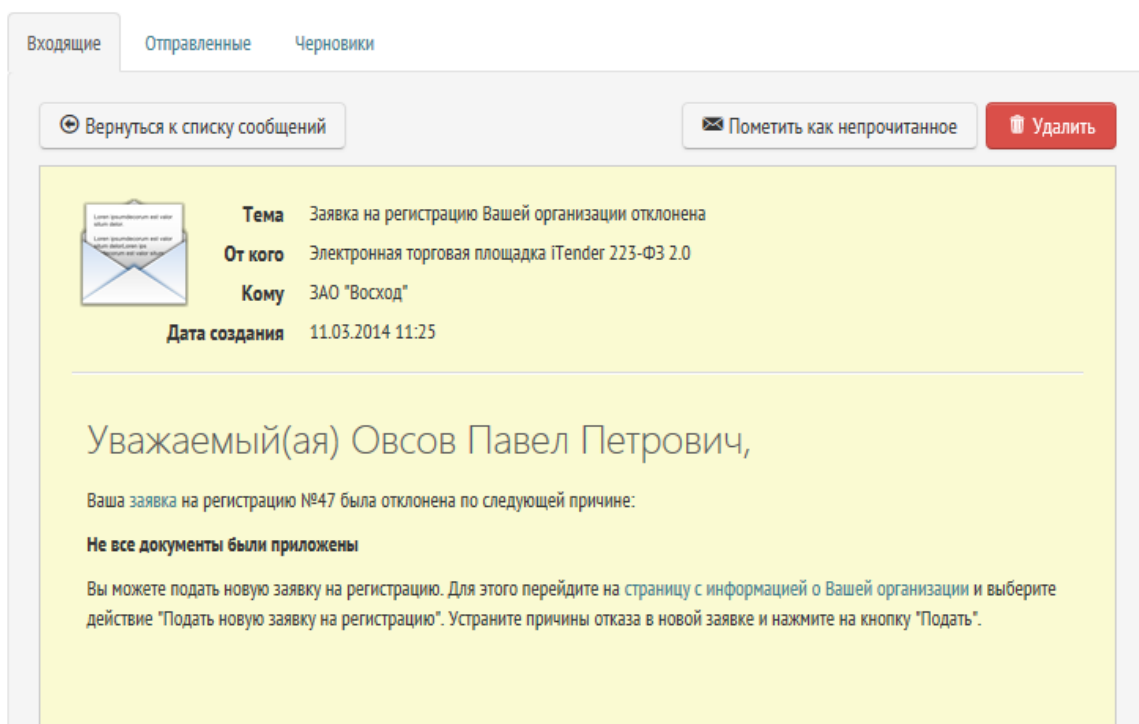 Входящие Отправленные Черновики
Вернуться к списку сообщений Пометить как непрочитанное Удалить
Тема Заявка на регистрацию Вашей организации отклонена
От кого Электронная торговая площадка iTender 223-ФЗ 2.0
Кому ЗАО "Восход"
Дата создания 11.03.2014 11:25
Уважаемый(ая) Овсов Павел Петрович,
Ваша заявка на регистрацию №47 была отклонена по следующей причине:
Не все документы были приложены
Вы можете подать новую заявку на регистрацию. Для этого перейдите на страницу с информацией о Вашей организации и выберите
действие "Подать новую заявку на регистрацию". Устраните причины отказа в новой заявке и нажмите на кнопку "Подать".